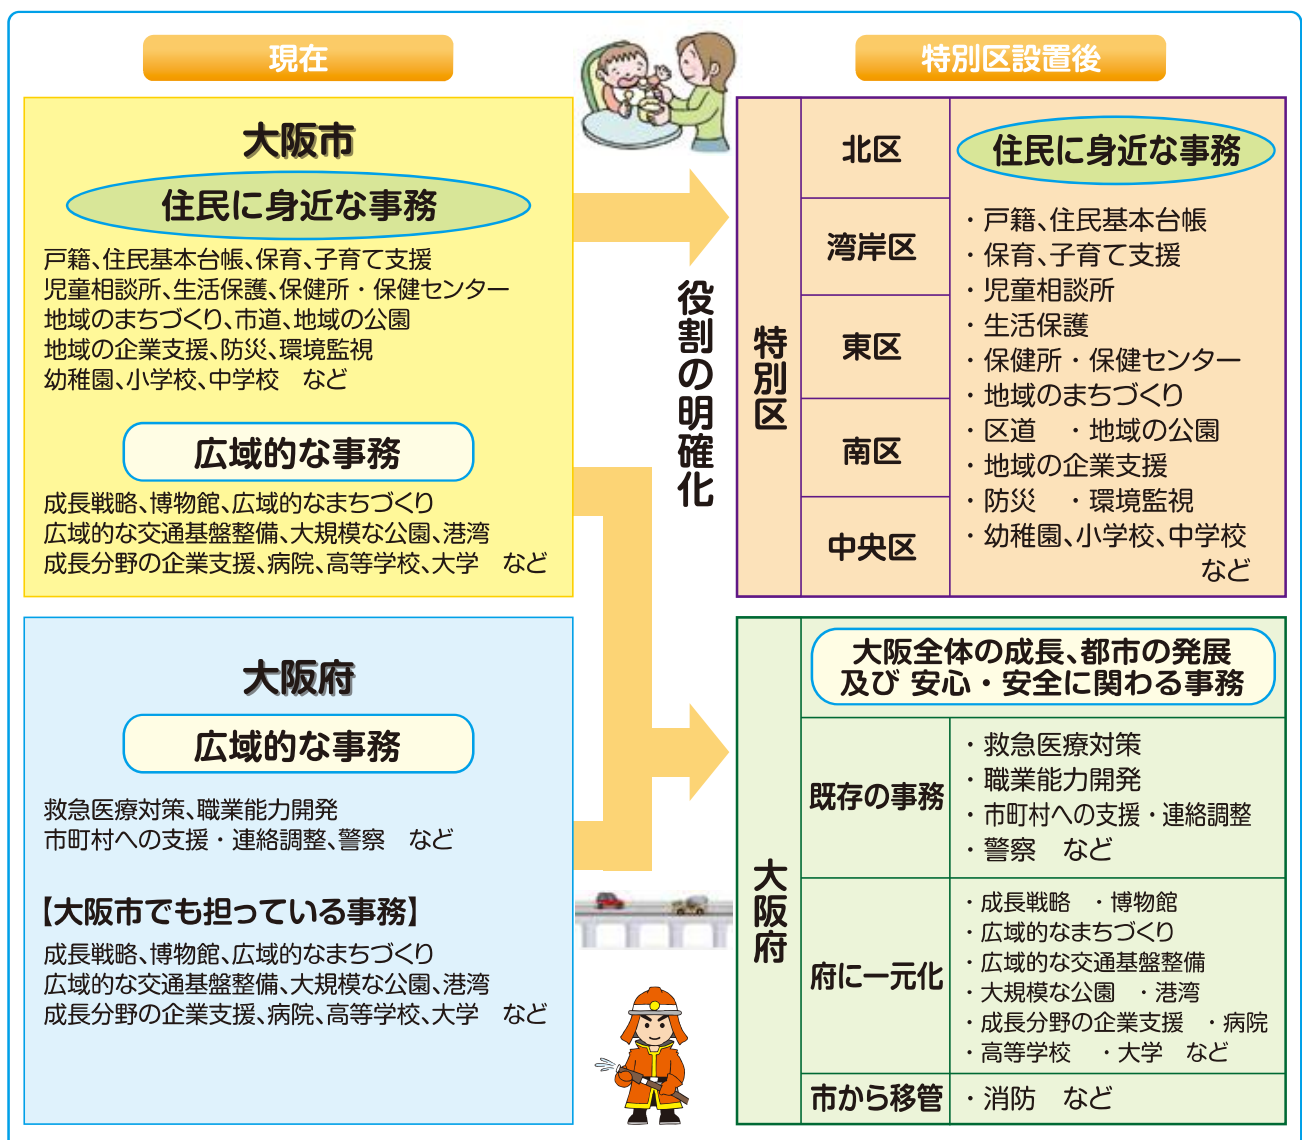 現在
大阪市
住民に身近な事務
戸籍、住民基本台帳、保育、子育て支援
児童相談所、生活保護、保健所・保健センター
地域のまちづくり、市道、地域の公園
地域の企業支援、防災、環境監視
幼稚園、小学校、中学校　など
広域的な事務
成長戦略、博物館、広域的なまちづくり
広域的な交通基盤整備、大規模な公園、港湾
成長分野の企業支援、病院、高等学校、大学　など
大阪府
広域的な事務
救急医療対策、職業能力開発
市町村への支援・連絡調整、警察　など
【大阪市でも担っている事務】
成長戦略、博物館、広域的なまちづくり
広域的な交通基盤整備、大規模な公園、港湾
成長分野の企業支援、病院、高等学校、大学　など
役割の明確化
特別区設置後
特別区
北区
湾岸区
東区
南区
中央区
住民に身近な事務
・戸籍、住民基本台帳
・保育、子育て支援
・児童相談所
・生活保護
・保健所・保健センター
・地域のまちづくり
・区道　・地域の公園
・地域の企業支援
・防災　・環境監視
・幼稚園、小学校、中学校
など
大阪府
大阪全体の成長、都市の発展
及び 安心・安全に関わる事務
既存の事務
・救急医療対策
・職業能力開発
・市町村への支援・連絡調整
・警察　など
府に一元化
・成長戦略　・博物館
・広域的なまちづくり
・広域的な交通基盤整備
・大規模な公園　・港湾
・成長分野の企業支援　・病院
・高等学校　・大学　など
市から移管
・消防　など